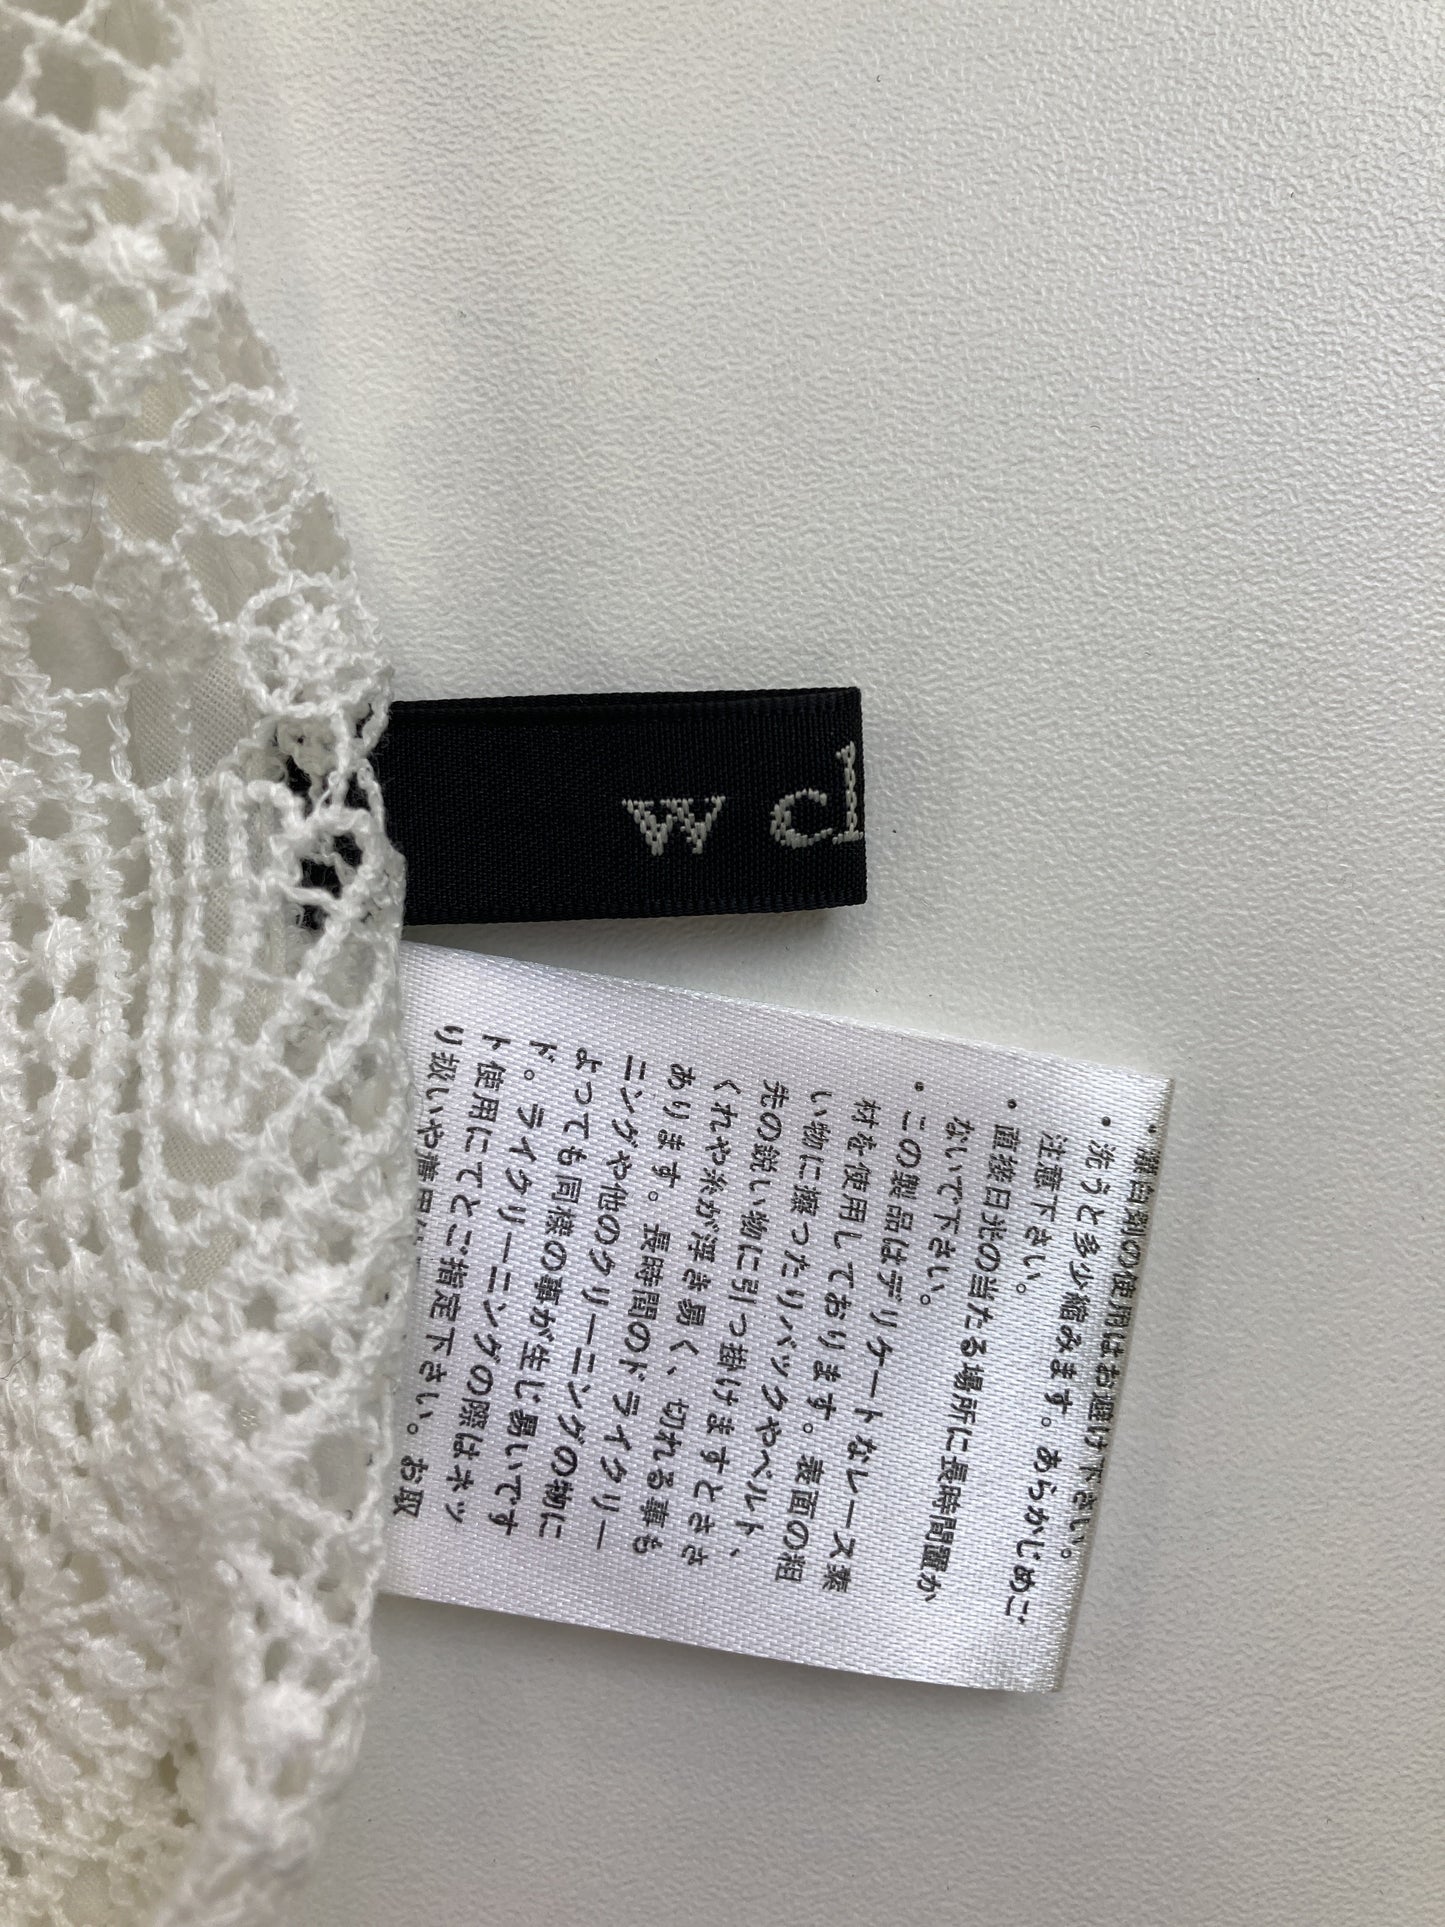 w cl
・漂白剤の使用はお避け下さい。
・洗うと多少縮みます。あらかじめご
注意下さい。
・直接日光の当たる場所に長時間置か
ないで下さい。
・この製品はデリケートなレース素
材を使用しております。表面の粗
い物に擦ったりバックやベルト、
先の鋭い物に引っ掛けますとささ
くれや糸が浮き易く、切れる事も
あります。長時間のドライクリー
ニングや他のクリーニングの物に
よっても同様の事が生じ易いです
ド。ライクリーニングの際はネッ
ト使用にてとご指定下さい。お取
り扱いや着用